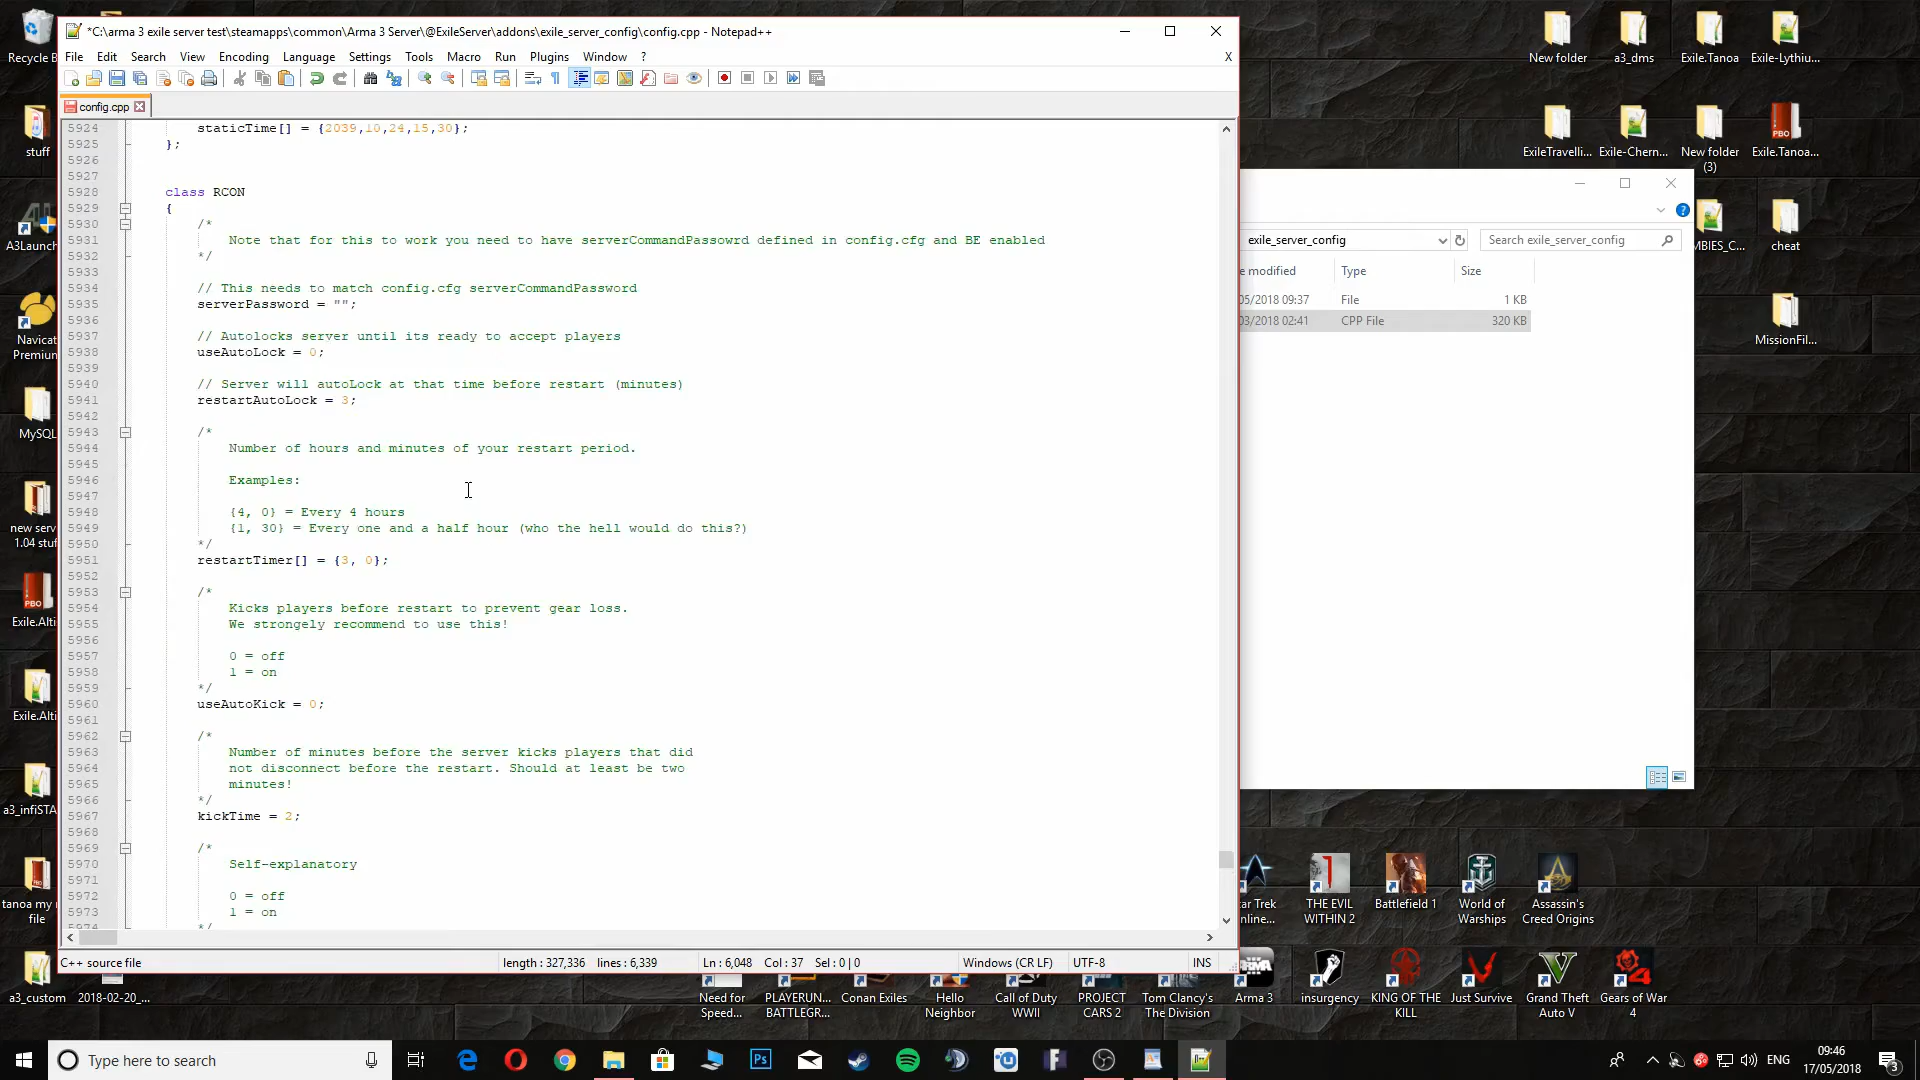 *C:\arma 3 exile server test\steamapps\common\Arma 3 Server\@ExileServer\addons\exile_server_config\config.cpp - Notepad++
File Edit Search View Encoding Language Settings Tools Macro Run Plugins Window ? X
config.cpp
5924 staticTime[] = {2039,10,24,15,30};
5925 };
5926
5927
5928 class RCON
5929 {
5930 /*
5931 Note that for this to work you need to have serverCommandPassowrd defined in config.cfg and BE enabled
5932 */
5933
5934 // This needs to match config.cfg serverCommandPassword
5935 serverPassword = "";
5936
5937 // Autolocks server until its ready to accept players
5938 useAutoLock = 0;
5939
5940 // Server will autoLock at that time before restart (minutes)
5941 restartAutoLock = 3;
5942
5943 /*
5944 Number of hours and minutes of your restart period.
5945
5946 Examples:
5947
5948 {4, 0} = Every 4 hours
5949 {1, 30} = Every one and a half hour (who the hell would do this?)
5950 */
5951 restartTimer[] = {3, 0};
5952
5953 /*
5954 Kicks players before restart to prevent gear loss.
5955 We strongely recommend to use this!
5956
5957 0 = off
5958 1 = on
5959 */
5960 useAutoKick = 0;
5961
5962 /*
5963 Number of minutes before the server kicks players that did
5964 not disconnect before the restart. Should at least be two
5965 minutes!
5966 */
5967 kickTime = 2;
5968
5969 /*
5970 Self-explanatory
5971
5972 0 = off
5973 1 = on
C++ source file length : 327,336 lines : 6,339 Ln : 6,048 Col : 37 Sel : 0 | 0 Windows (CR LF) UTF-8 INS
exile_server_config Search exile_server_config
e modified Type Size
05/2018 09:37 File 1 KB
03/2018 02:41 CPP File 320 KB
Recycle B
stuff
A3Launch
Navicat
Premium
MySQL
new serv
1.04 stuf
PBO
Exile.Alti
Exile.Alti
a3_infiSTA
tanoa my
file
a3_custom
2018-02-20_...
New folder
a3_dms
Exile.Tanoa
Exile-Lythiu...
ExileTravelli...
Exile-Chern...
New folder
(3)
PBO
Exile.Tanoa...
MBIES_C...
cheat
MissionFil...
tar Trek
nline...
THE EVIL
WITHIN 2
Battlefield 1
World of
Warships
Assassin's
Creed Origins
Need for
Speed...
PLAYERUN...
BATTLEGR...
Conan Exiles
Hello
Neighbor
Call of Duty
WWII
PROJECT
CARS 2
Tom Clancy's
The Division
Arma 3
insurgency
KING OF THE
KILL
Just Survive
Grand Theft
Auto V
Gears of War
4
Type here to search
Ps
ENG
09:46
17/05/2018
3